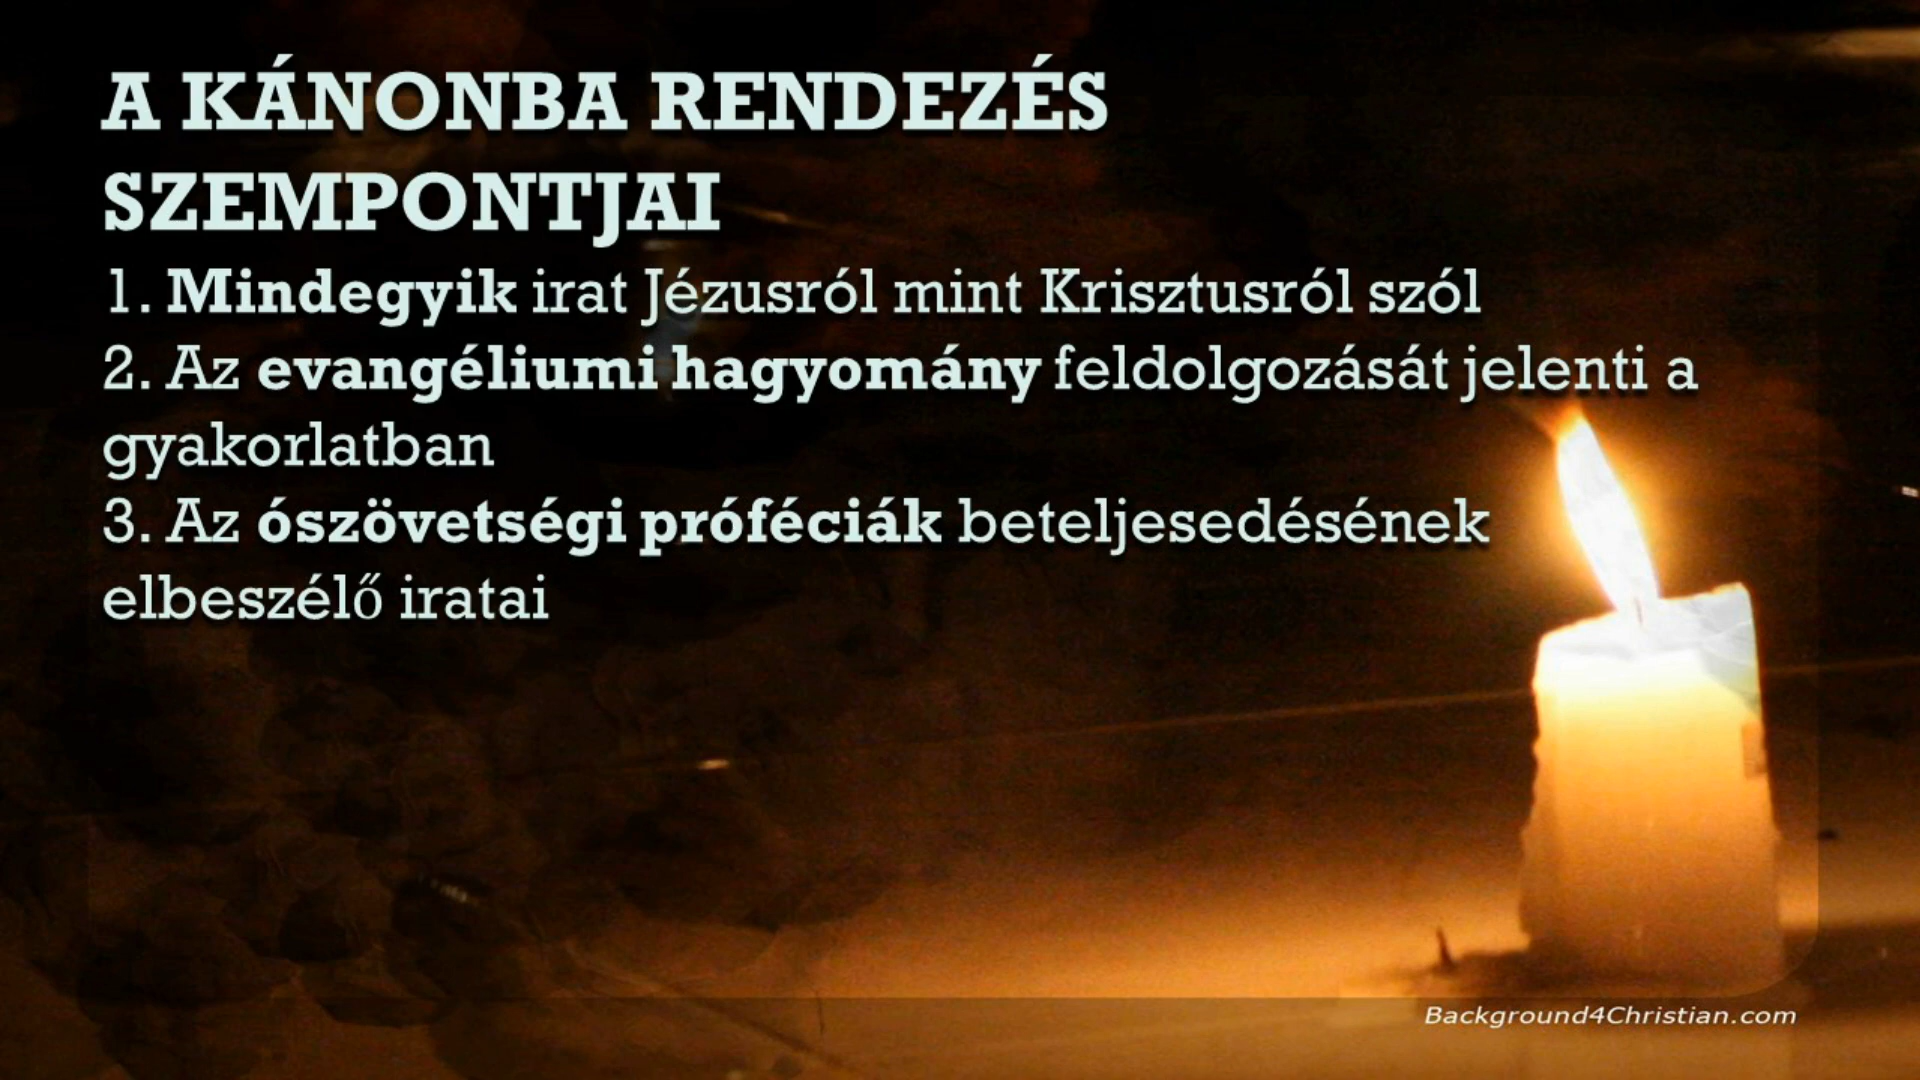 A KÁNONBA RENDEZÉS
SZEMPONTJAI
1. Mindegyik irat Jézusról mint Krisztusról szól
2. Az evangéliumi hagyomány feldolgozását jelenti a
gyakorlatban
3. Az ószövetségi próféciák beteljesedésének
elbeszélő iratai
Background4Christian.com